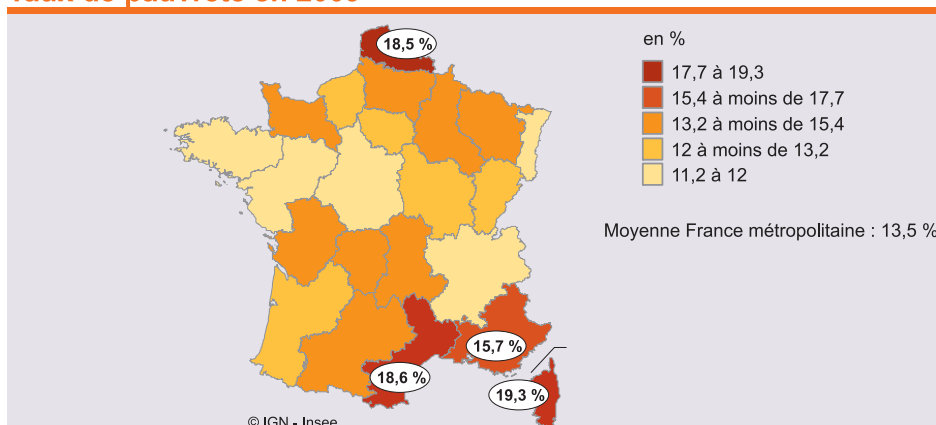 18,5 %
en %
17,7 à 19,3
15,4 à moins de 17,7
13,2 à moins de 15,4
12 à moins de 13,2
11,2 à 12
Moyenne France métropolitaine : 13,5 %
15,7 %
18,6 %
19,3 %
© IGN - Insee